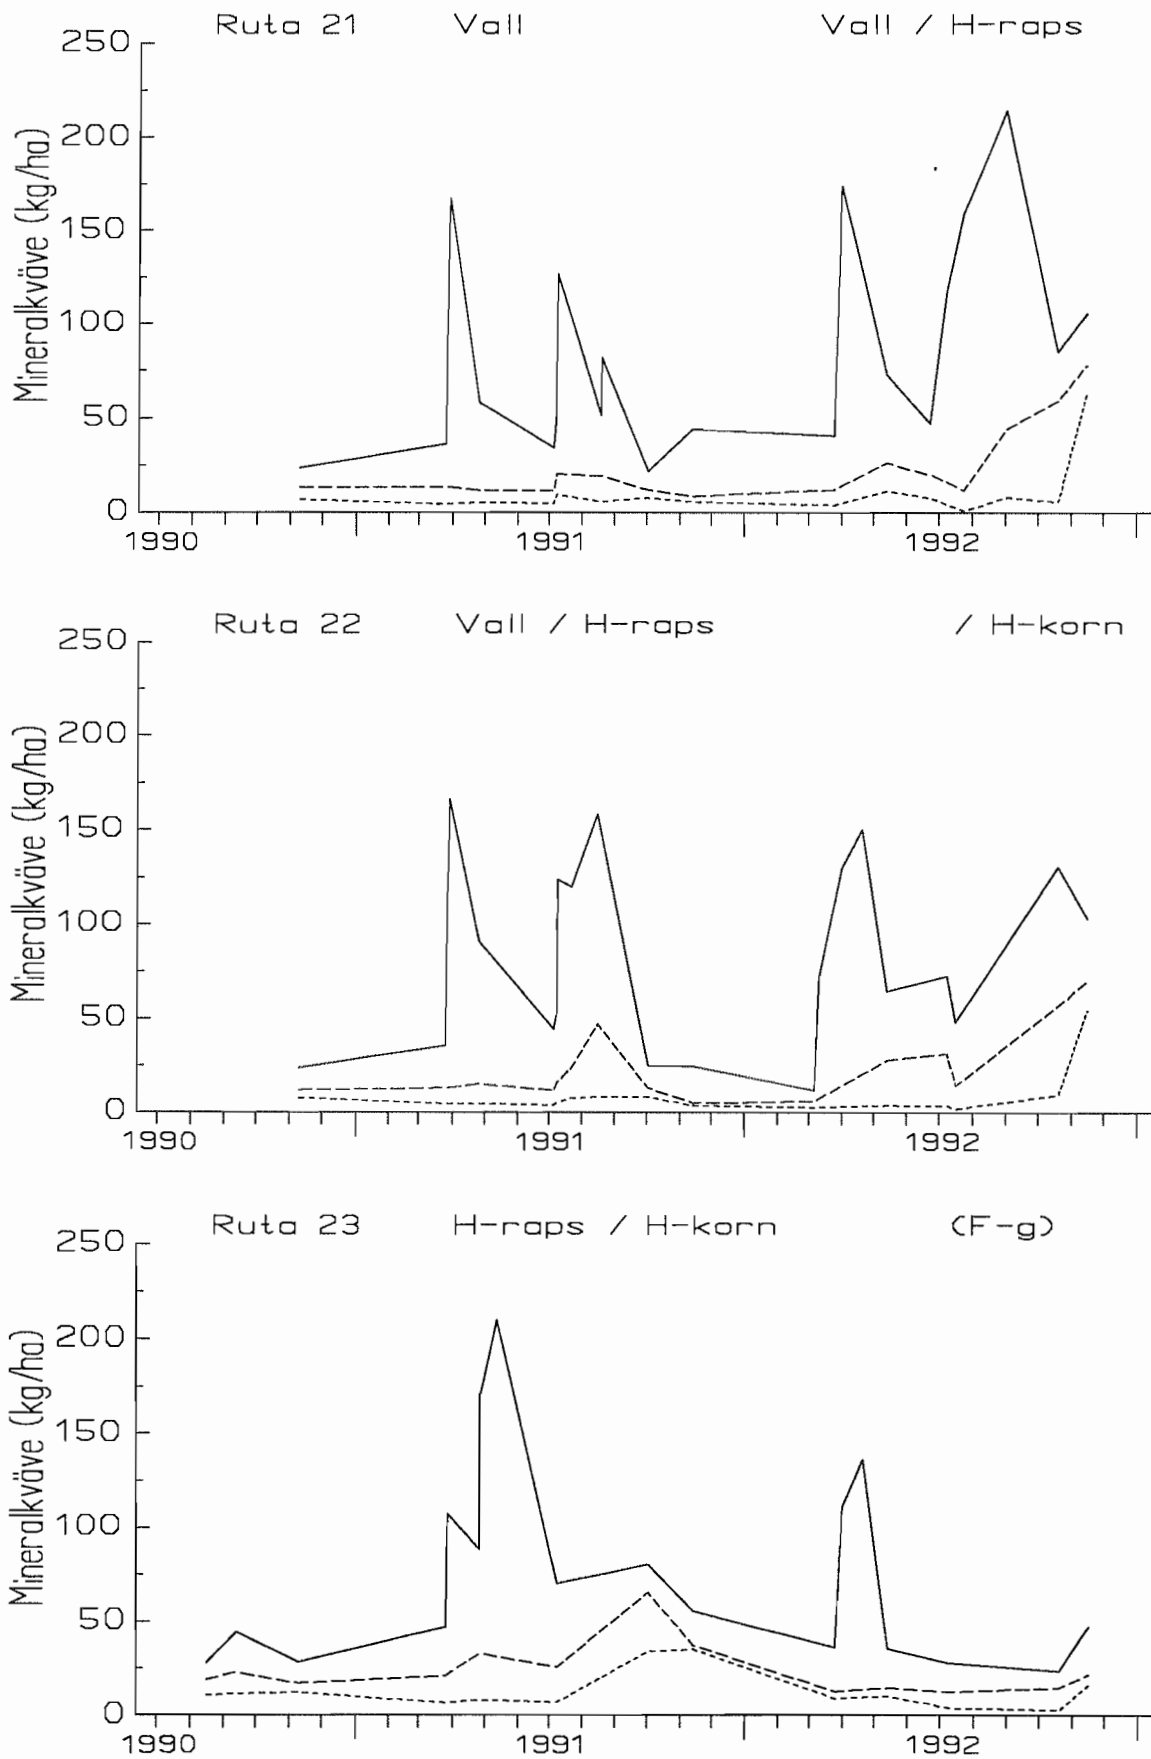 Ruta 21 Vall Vall / H-raps
250
200
150
100
50
0
Mineralkväve (kg/ha)
1990 1991 1992
Ruta 22 Vall / H-raps / H-korn
250
200
150
100
50
0
Mineralkväve (kg/ha)
1990 1991 1992
Ruta 23 H-raps / H-korn (F-g)
250
200
150
100
50
0
Mineralkväve (kg/ha)
1990 1991 1992